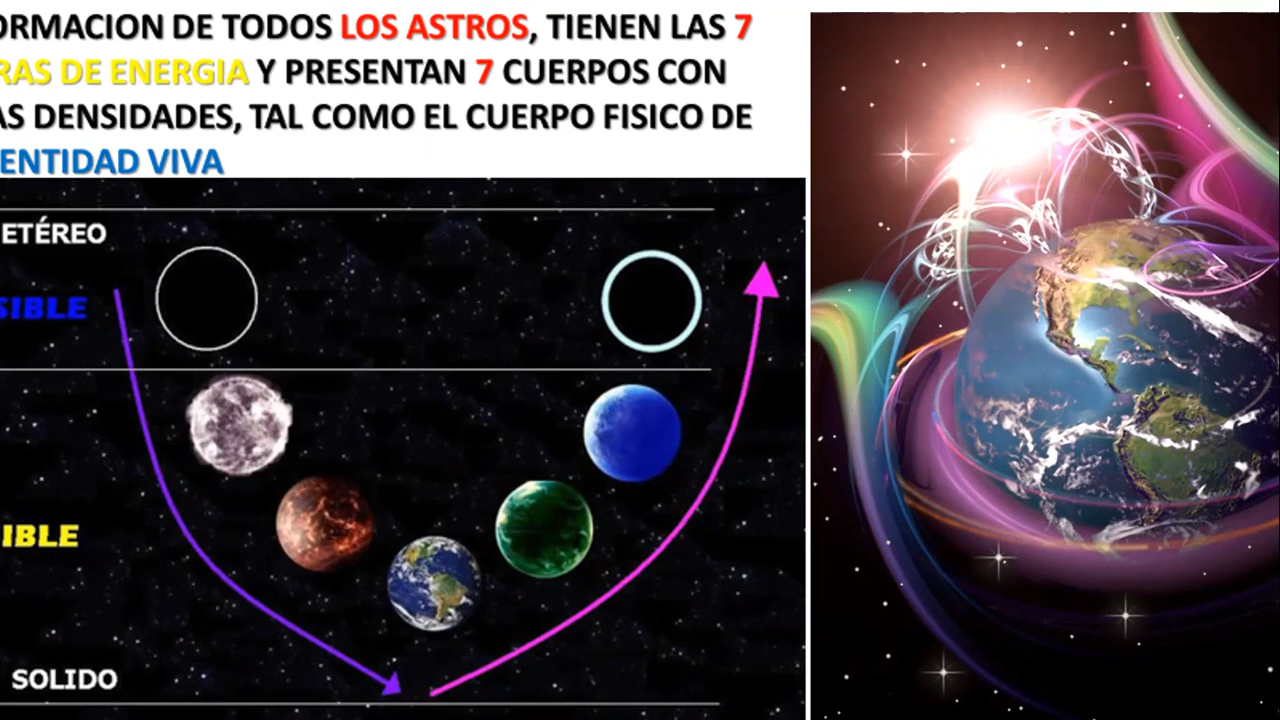 ORMACION DE TODOS LOS ASTROS, TIENEN LAS 7
RAS DE ENERGIA Y PRESENTAN 7 CUERPOS CON
AS DENSIDADES, TAL COMO EL CUERPO FISICO DE
ENTIDAD VIVA
ETÉREO
SIBLE
IBLE
SOLIDO